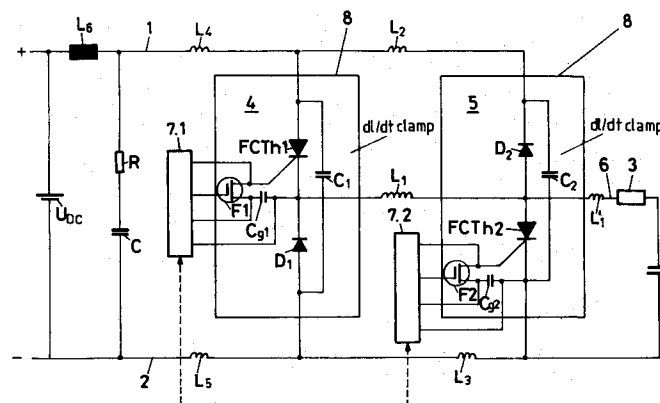 + L6 1 L4 L2 8 8
4 5
dI/dt clamp dI/dt clamp
7.1 FCTh1 C1 D2 C2
R L1 6 3
F1 Cg1 7.2 FCTh2 L'1
UDC C D1
F2 Cg2
− 2 L5 L3